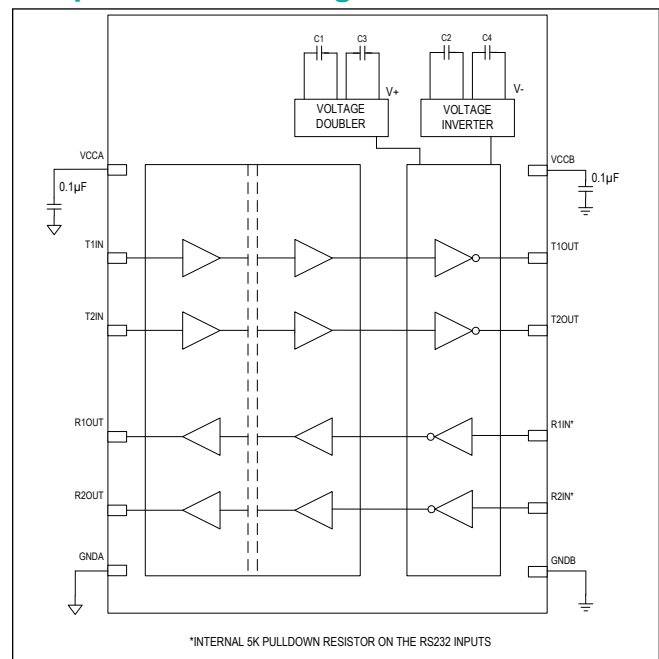 C1
C3
C2
C4
V+
V-
VOLTAGE
DOUBLER
VOLTAGE
INVERTER
VCCA
VCCB
0.1µF
0.1µF
T1IN
T1OUT
T2IN
T2OUT
R1OUT
R1IN*
R2OUT
R2IN*
GNDA
GNDB
*INTERNAL 5K PULLDOWN RESISTOR ON THE RS232 INPUTS